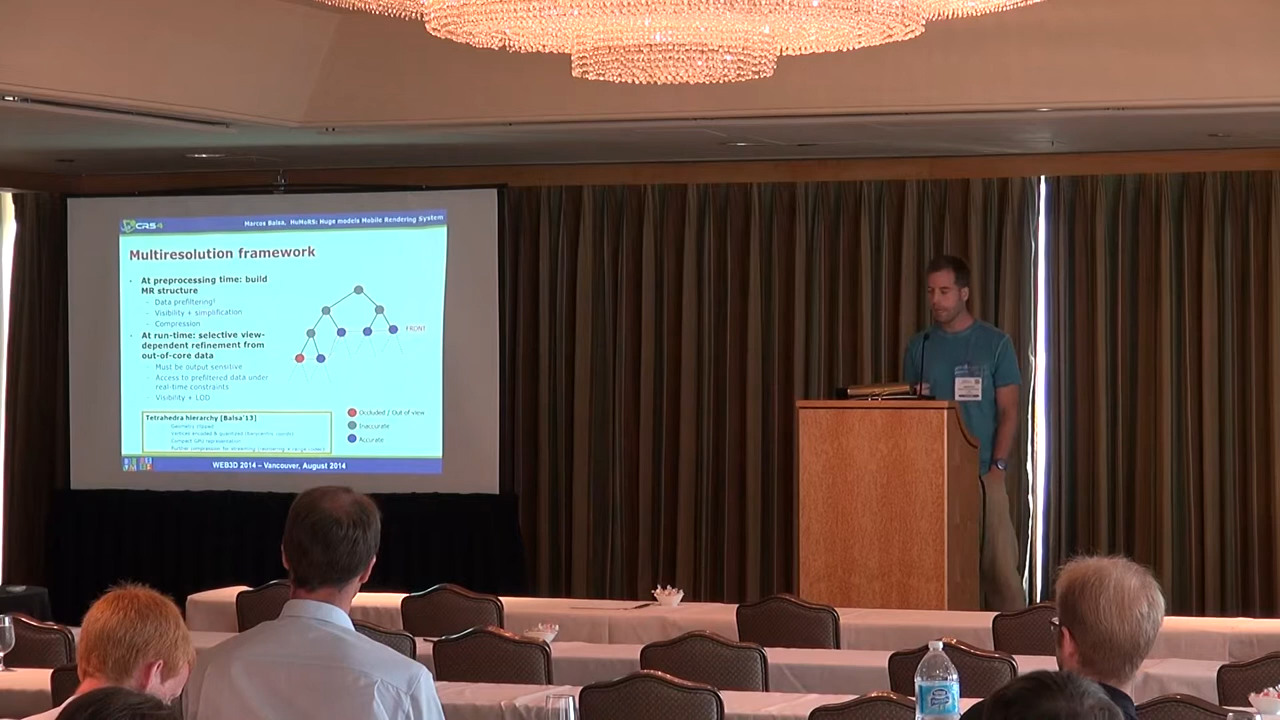 CRS4
Marcos Balsa, HuMoRS: Huge models Mobile Rendering System
Multiresolution framework
At preprocessing time: build
MR structure
Data prefiltering!
Visibility + simplification
Compression
At run-time: selective view-
dependent refinement from
out-of-core data
Must be output sensitive
Access to prefiltered data under
real-time constraints
Visibility + LOD
FRONT
Tetrahedra hierarchy [Balsa'13]
Geometry clipped
Compact GPU representation
Occluded / Out of view
Inaccurate
Accurate
WEB3D 2014 – Vancouver, August 2014